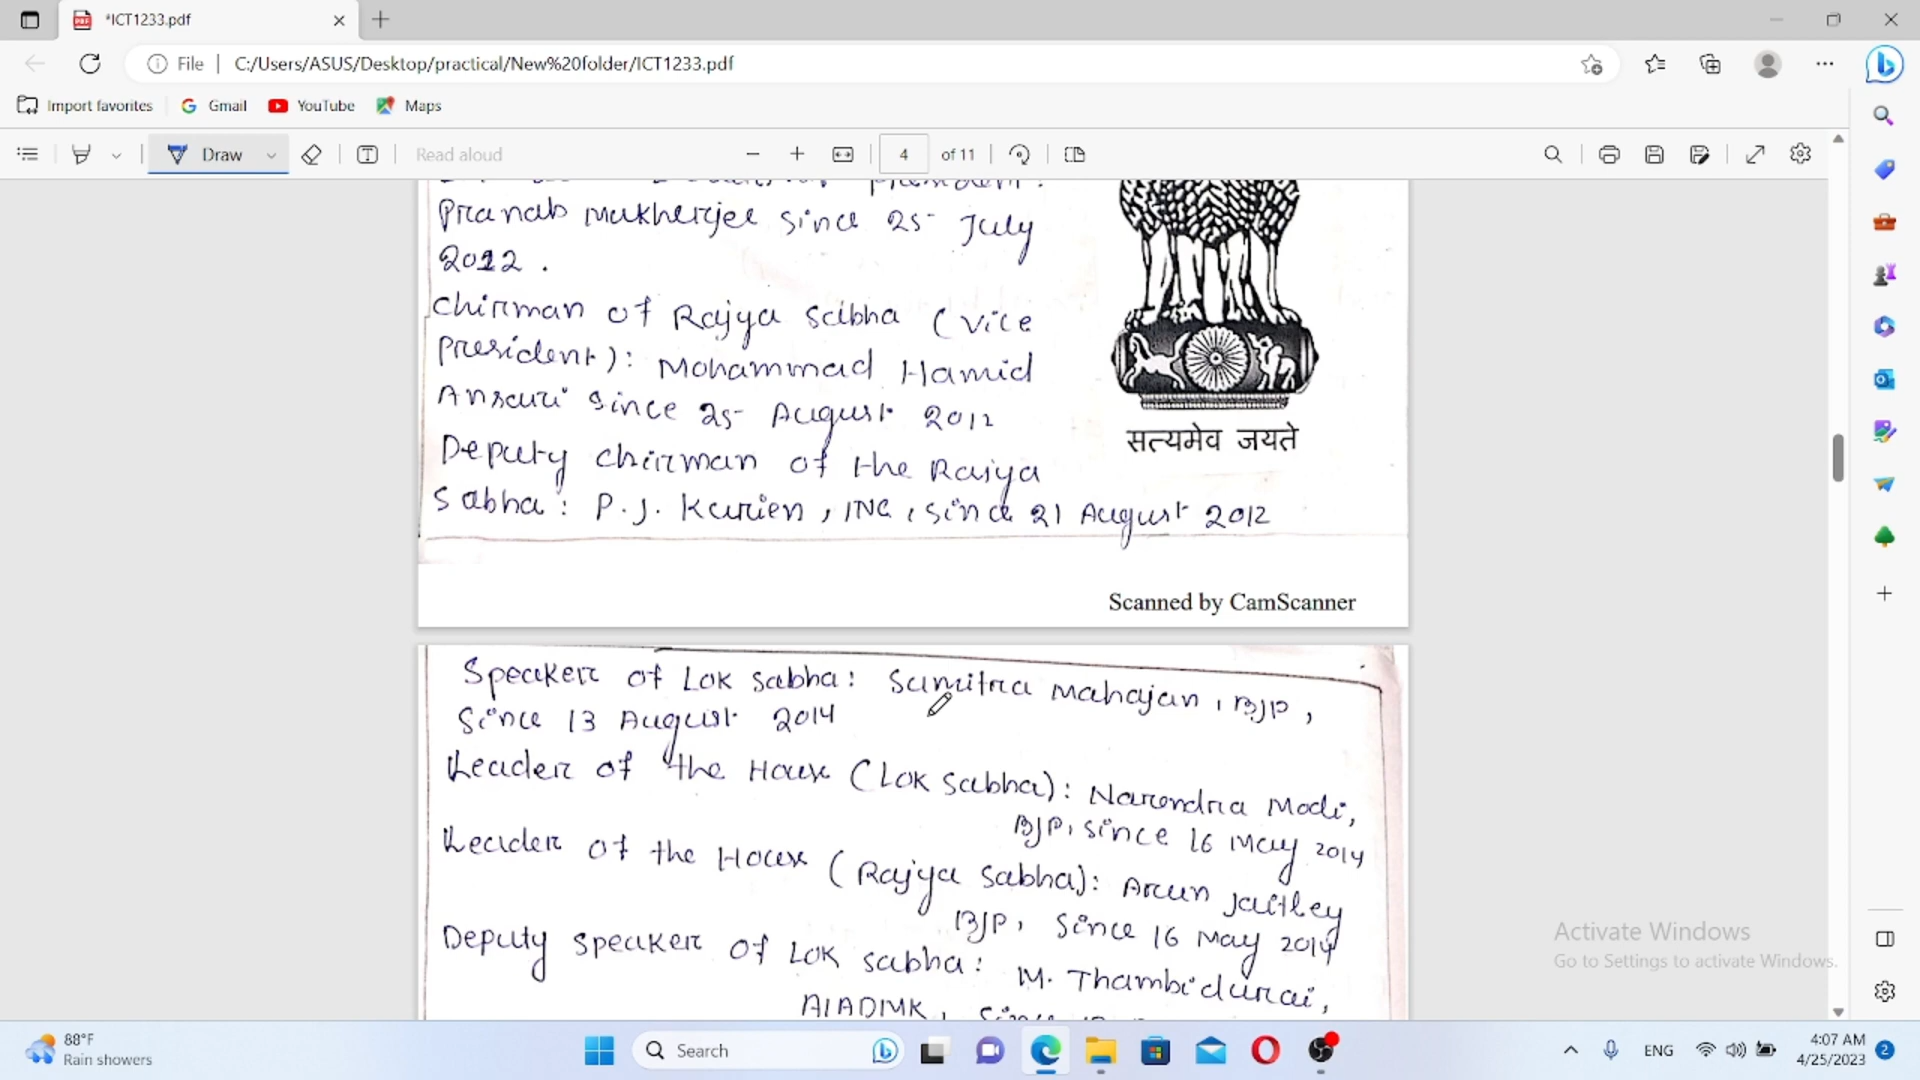 *ICT1233.pdf
File
C:/Users/ASUS/Desktop/practical/New%20folder/ICT1233.pdf
Import favorites
Gmail
YouTube
Maps
Draw
Read aloud
4
of 11
Pranab Mukherjee since 25 July
2012 .
Chirman of Rajya Sabha (Vice
President): Mohammad Hamid
Ansari since 25 August 2012
Deputy chirman of the Rajya
Sabha: P.J. Kurien, INC, since 21 August 2012
सत्यमेव जयते
Scanned by CamScanner
Speaker of Lok Sabha: Sumitra Mahajan, BJP,
Since 13 August 2014
Leader of the House (Lok Sabha): Narendra Modi,
BJP, since 16 May 2014
Leader of the House (Rajya Sabha): Arun Jaitley
BJP, since 16 May 2014
Deputy speaker of Lok Sabha: M. Thambidurai,
AIADMK,
Activate Windows
Go to Settings to activate Windows.
88°F
Rain showers
Search
ENG
4:07 AM
4/25/2023
2